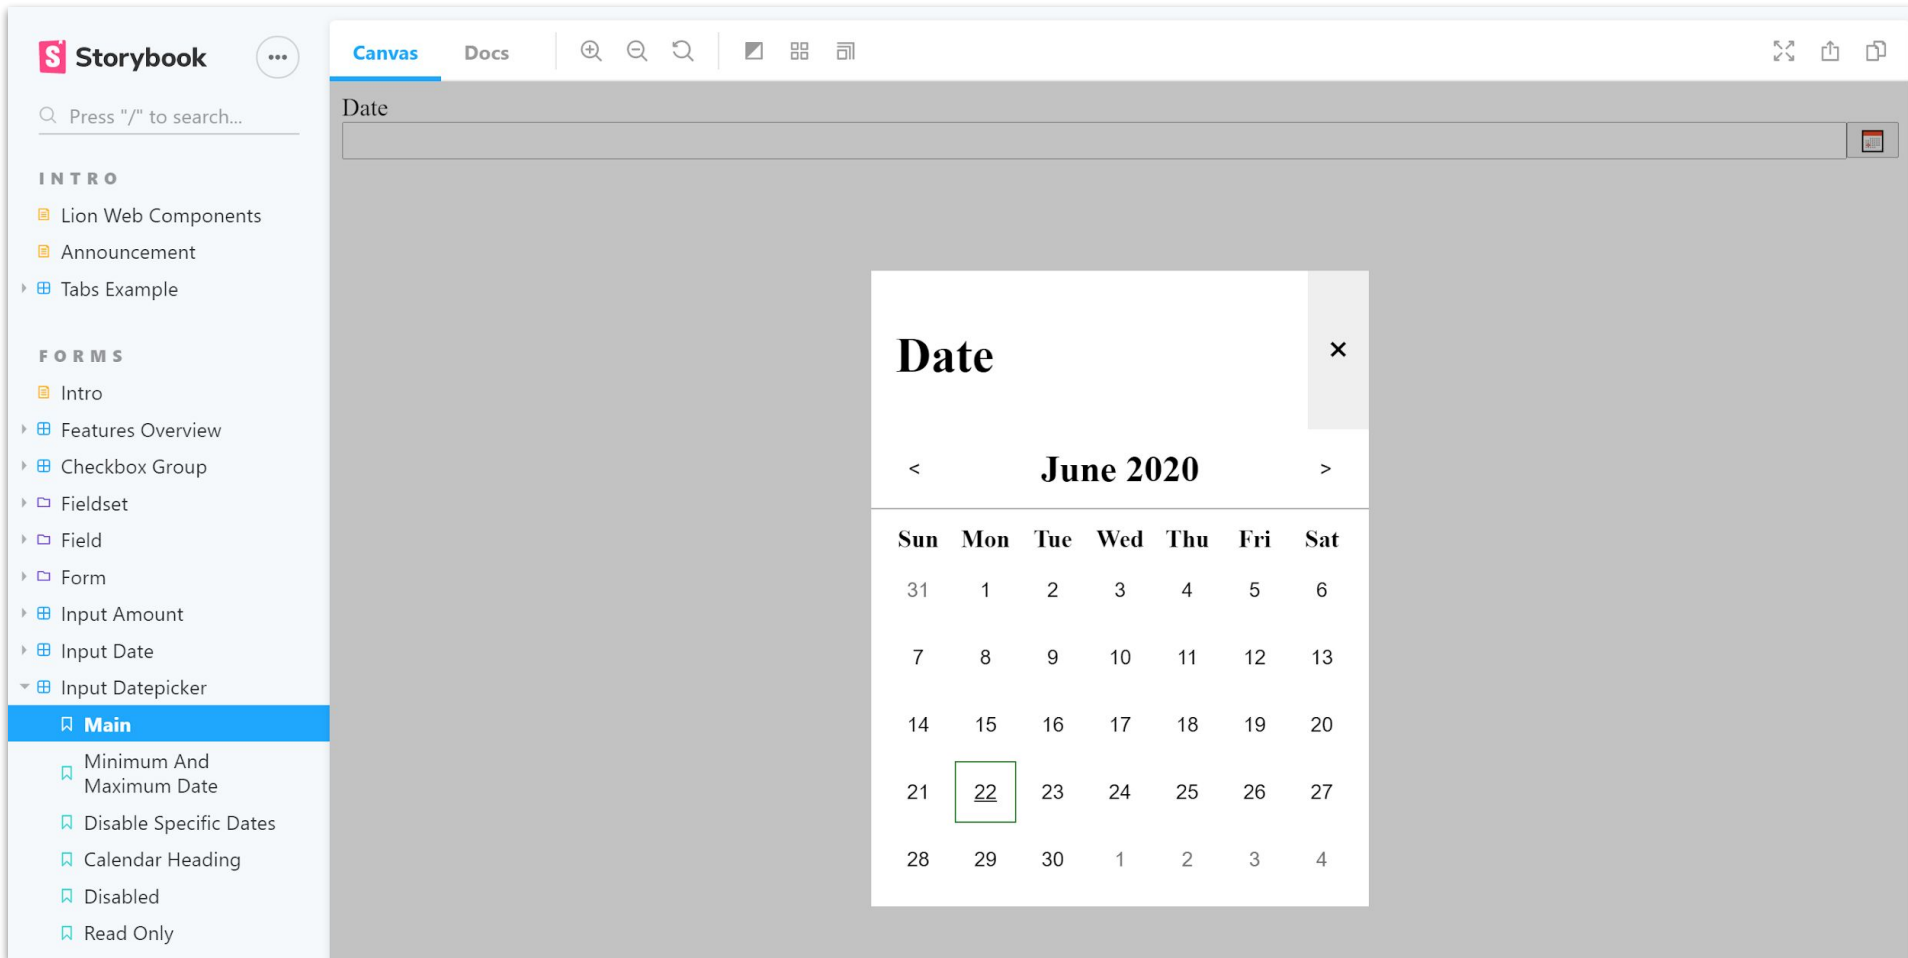 Storybook
Press "/" to search...
INTRO
Lion Web Components
Announcement
Tabs Example
FORMS
Intro
Features Overview
Checkbox Group
Fieldset
Field
Form
Input Amount
Input Date
Input Datepicker
Main
Minimum And
Maximum Date
Disable Specific Dates
Calendar Heading
Disabled
Read Only
Canvas Docs
Date
Date ×
< June 2020 >
Sun Mon Tue Wed Thu Fri Sat
31 1 2 3 4 5 6
7 8 9 10 11 12 13
14 15 16 17 18 19 20
21 22 23 24 25 26 27
28 29 30 1 2 3 4